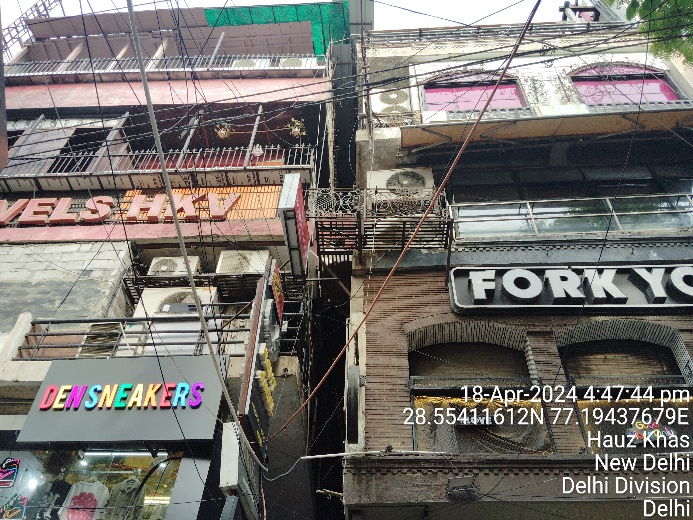 VELS HKV
FORK YO
DENSNEAKERS
18-Apr-2024 4:47:44 pm
28.55411612N 77.19437679E
Hauz Khas
New Delhi
Delhi Division
Delhi